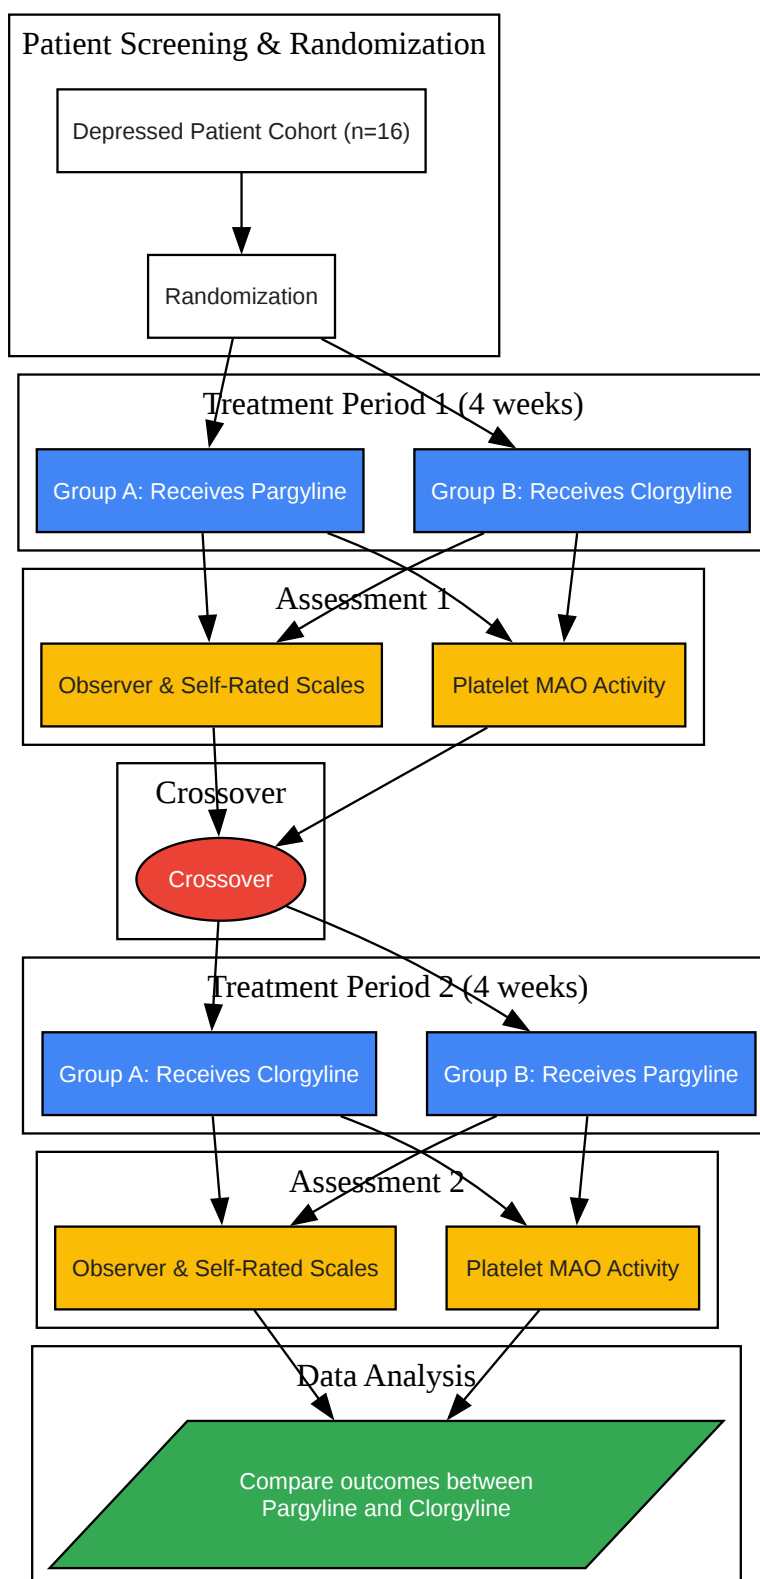 Patient Screening & Randomization
Depressed Patient Cohort (n=16)
Randomization
Treatment Period 1 (4 weeks)
Group A: Receives Pargyline
Group B: Receives Clorgyline
Assessment 1
Observer & Self-Rated Scales
Platelet MAO Activity
Crossover
Crossover
Treatment Period 2 (4 weeks)
Group A: Receives Clorgyline
Group B: Receives Pargyline
Assessment 2
Observer & Self-Rated Scales
Platelet MAO Activity
Data Analysis
Compare outcomes between
Pargyline and Clorgyline